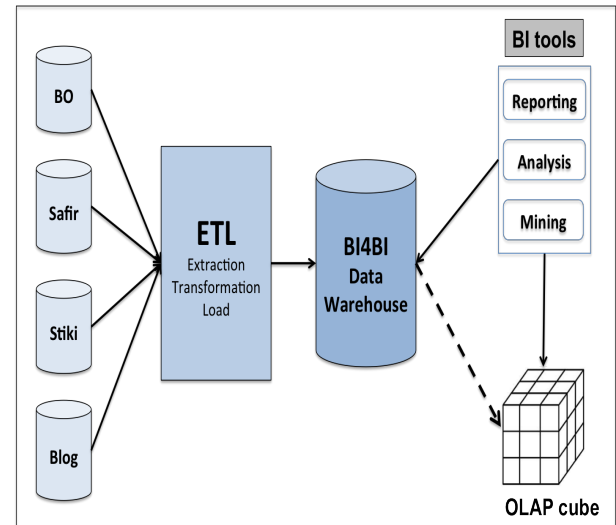 BO
Safir
Stiki
Blog
ETL
Extraction
Transformation
Load
BI4BI
Data
Warehouse
BI tools
Reporting
Analysis
Mining
OLAP cube